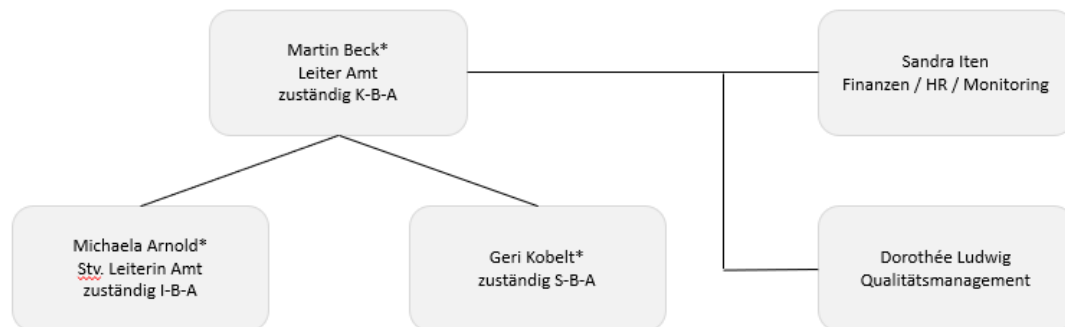 Martin Beck*
Leiter Amt
zuständig K-B-A
Sandra Iten
Finanzen / HR / Monitoring
Michaela Arnold*
Stv. Leiterin Amt
zuständig I-B-A
Geri Kobelt*
zuständig S-B-A
Dorothée Ludwig
Qualitätsmanagement